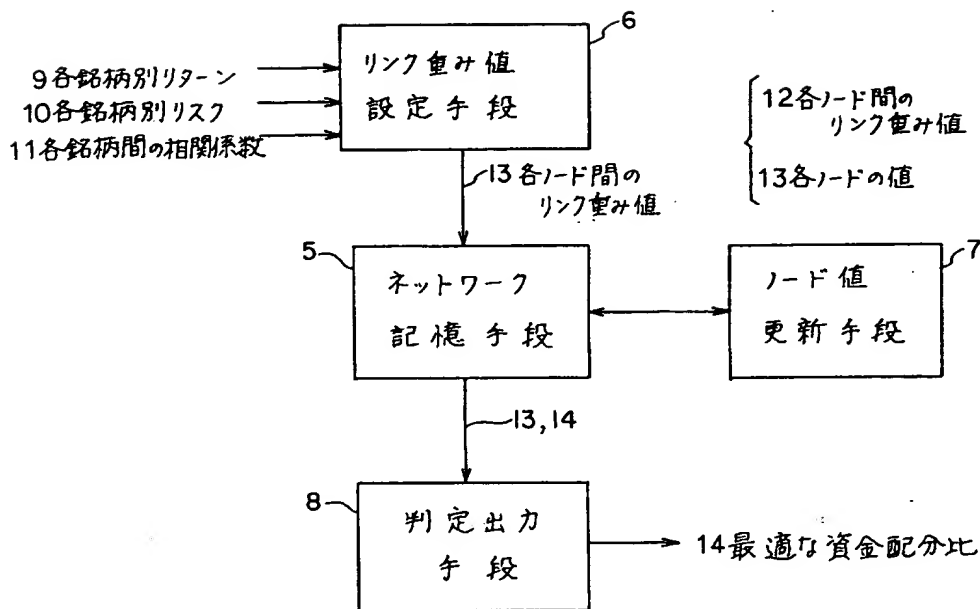 6
リンク重み値
設定手段
9各銘柄別リターン
10各銘柄別リスク
11各銘柄間の相関係数
12各ノード間の
リンク重み値
13各ノードの値
13各ノード間の
リンク重み値
5
ネットワーク
記憶手段
7
ノード値
更新手段
13,14
8
判定出力
手段
14最適な資金配分比